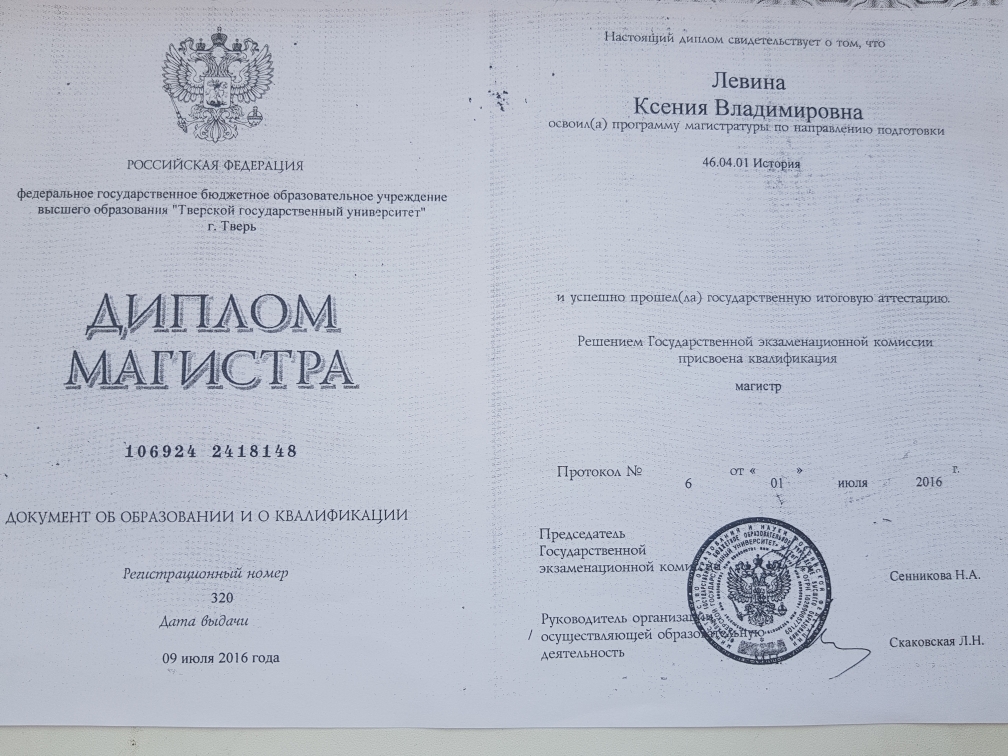 РОССИЙСКАЯ ФЕДЕРАЦИЯ
федеральное государственное бюджетное образовательное учреждение
высшего образования "Тверской государственный университет"
г. Тверь
ДИПЛОМ
МАГИСТРА
106924 2418148
ДОКУМЕНТ ОБ ОБРАЗОВАНИИ И О КВАЛИФИКАЦИИ
Регистрационный номер
320
Дата выдачи
09 июля 2016 года
Настоящий диплом свидетельствует о том, что
Левина
Ксения Владимировна
освоил(а) программу магистратуры по направлению подготовки
46.04.01 История
и успешно прошел(ла) государственную итоговую аттестацию.
Решением Государственной экзаменационной комиссии
присвоена квалификация
магистр
Протокол № от « » г.
6 01 июля 2016
Председатель
Государственной
экзаменационной
Сенникова Н.А.
Руководитель организации,
осуществляющей образовательную
деятельность
Скаковская Л.Н.